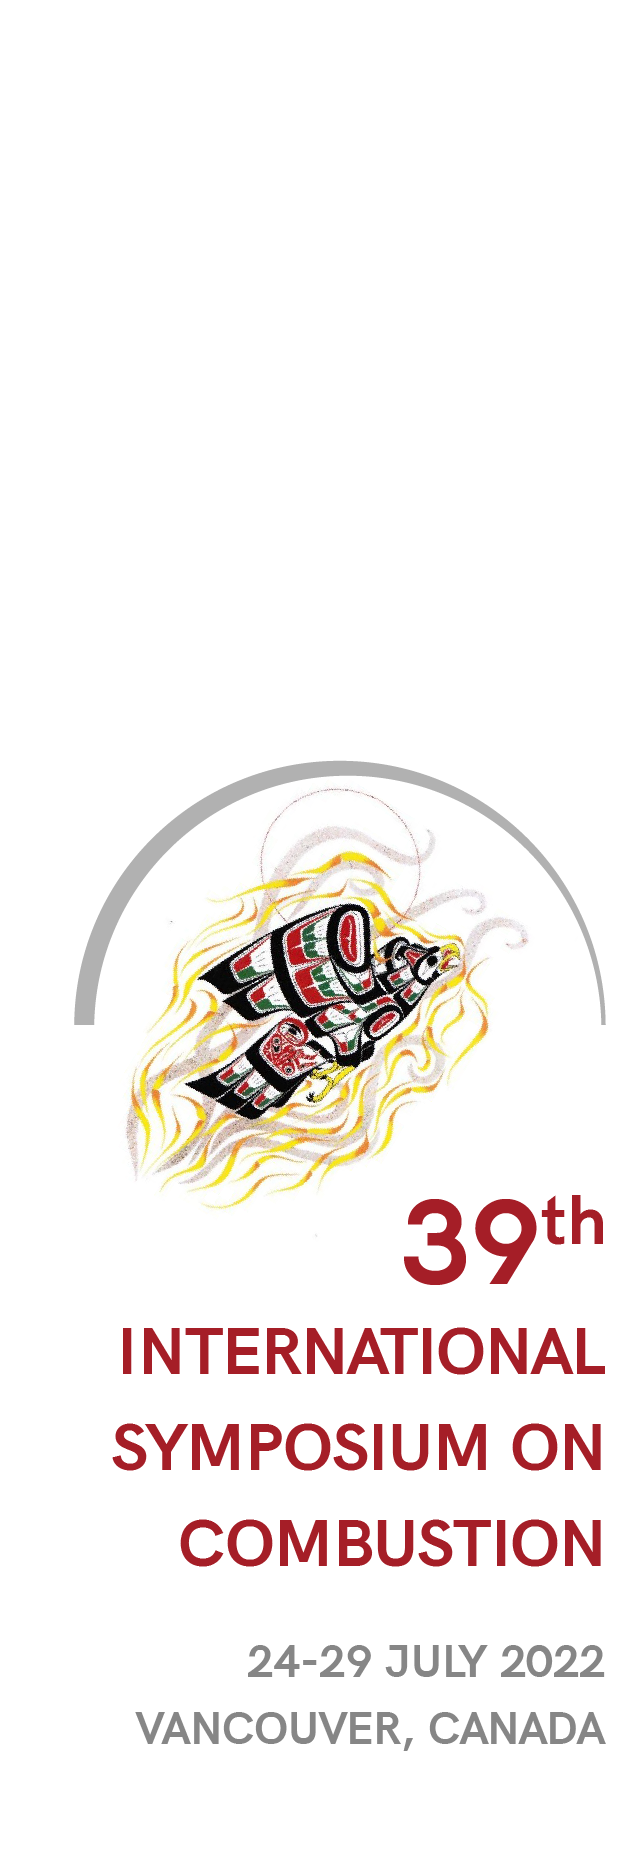 39th
INTERNATIONAL
SYMPOSIUM ON
COMBUSTION
24-29 JULY 2022
VANCOUVER, CANADA